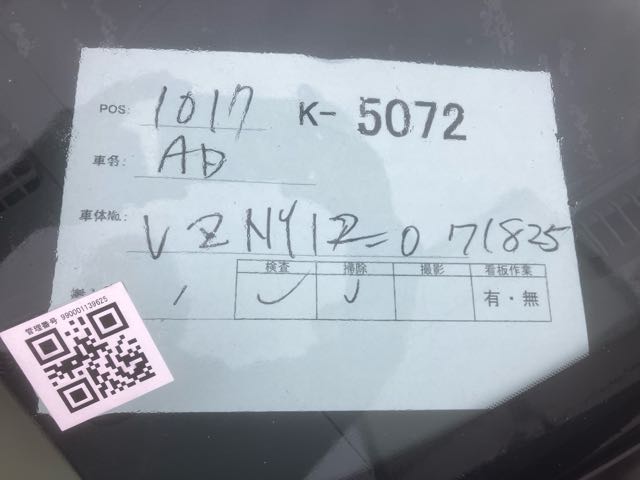 POS: 1017 K- 5072
車名: AD
車体No.: VZNY12-071825
検査 掃除 撮影 看板作業
有・無
管理番号 990001139625